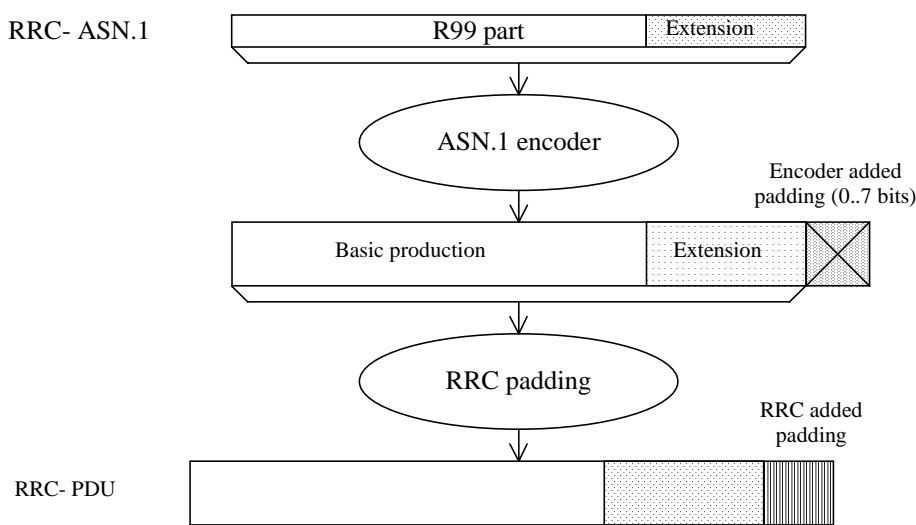 RRC- ASN.1
R99 part
Extension
ASN.1 encoder
Encoder added
padding (0..7 bits)
Basic production
Extension
RRC padding
RRC added
padding
RRC- PDU